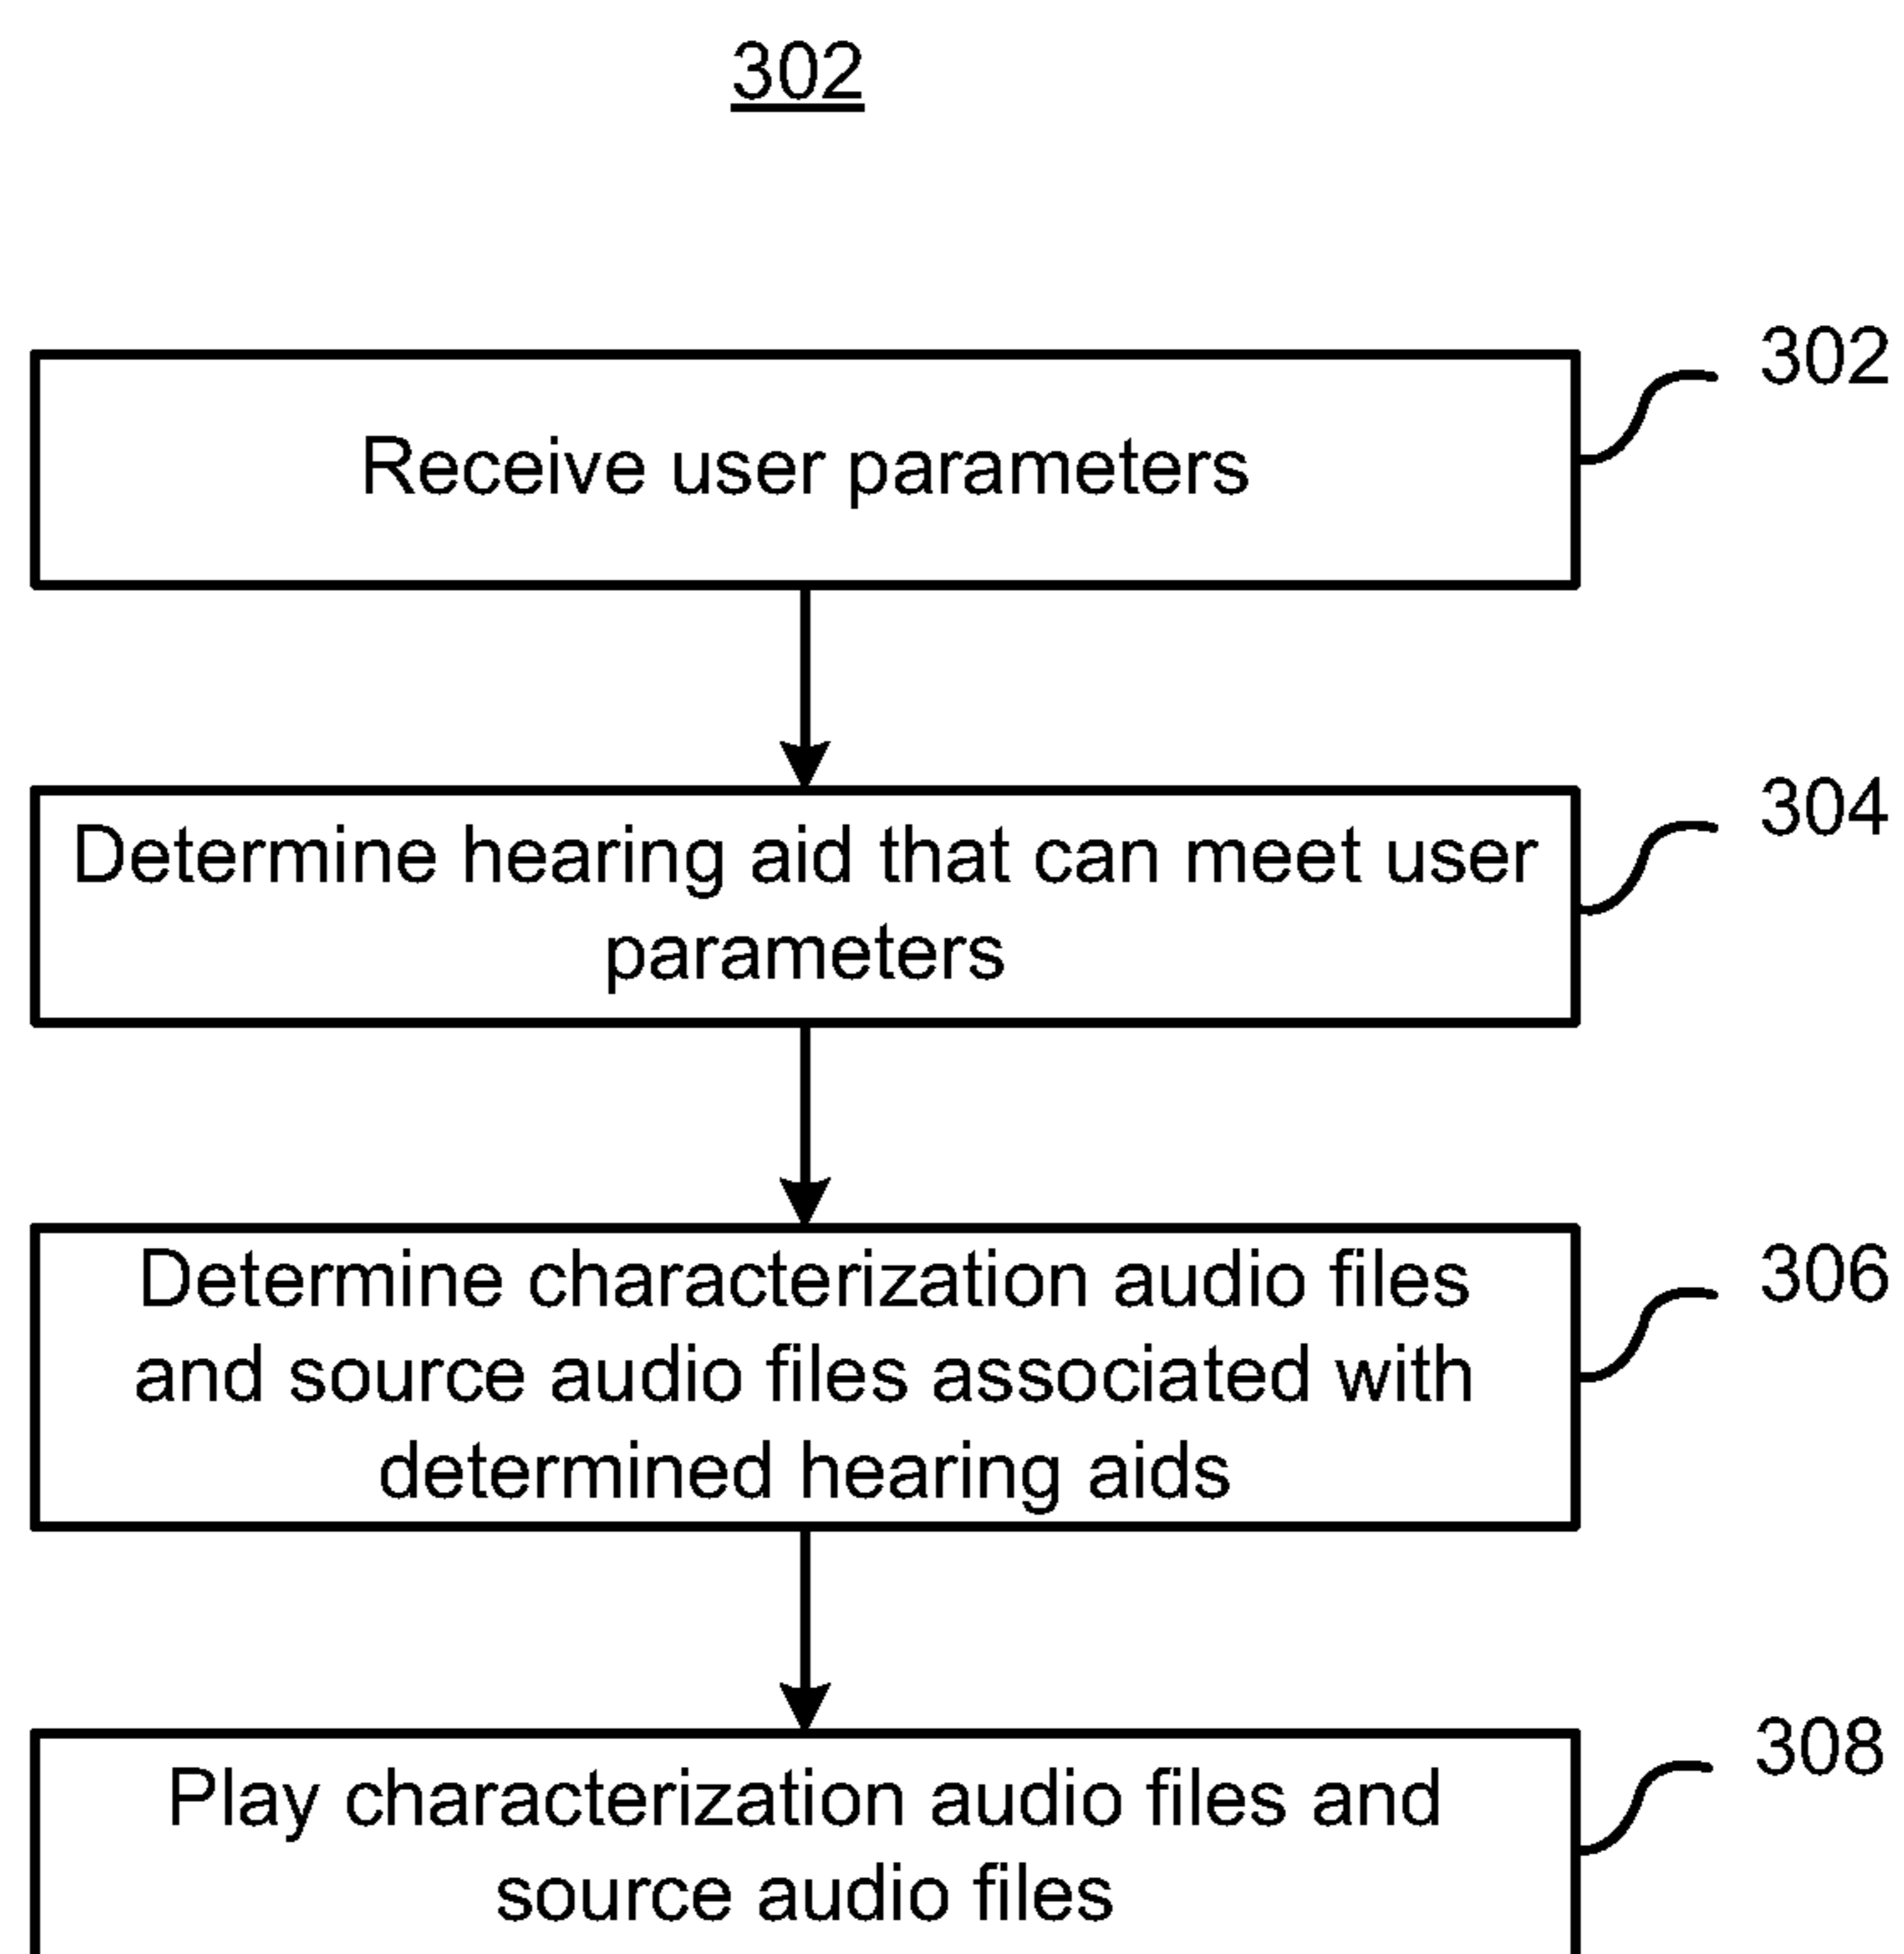 302
Receive user parameters
302
Determine hearing aid that can meet user
parameters
304
Determine characterization audio files
and source audio files associated with
determined hearing aids
306
Play characterization audio files and
source audio files
308